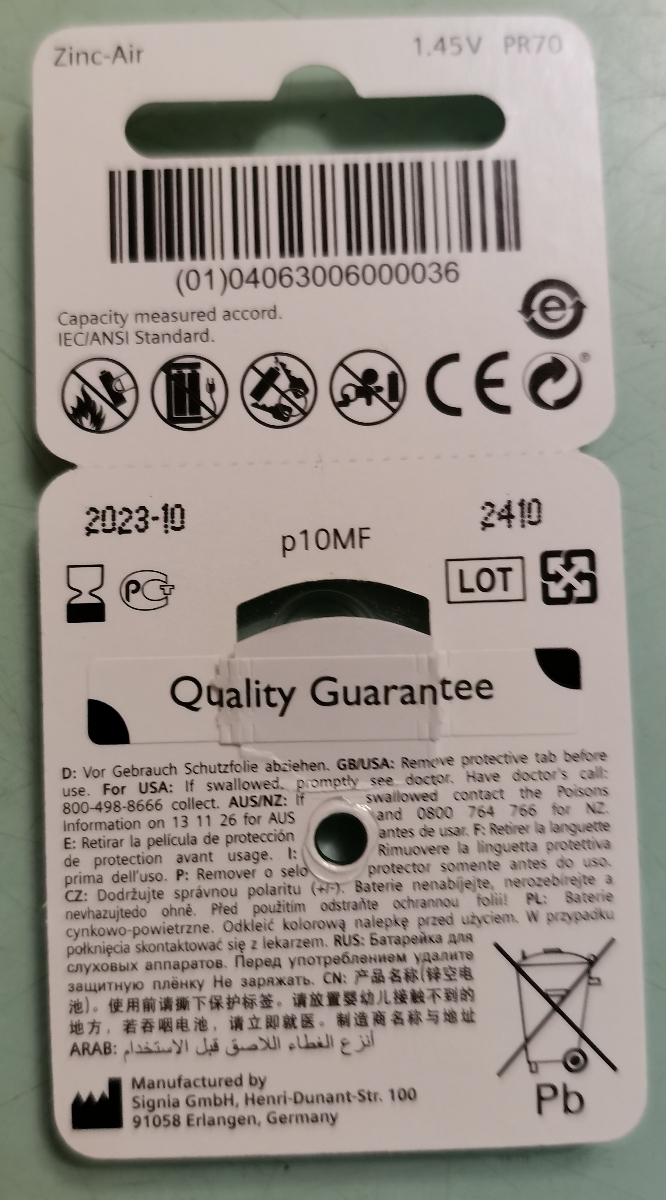 Zinc-Air 1.45V PR70
(01)04063006000036
Capacity measured accord.
IEC/ANSI Standard.
e
CE
®
2023-10 2410
p10MF
РСТ LOT
Quality Guarantee
D: Vor Gebrauch Schutzfolie abziehen. GB/USA: Remove protective tab before
use. For USA: If swallowed, promptly see doctor. Have doctor's call:
800-498-8666 collect. AUS/NZ: If swallowed contact the Poisons
Information on 13 11 26 for AUS and 0800 764 766 for NZ.
E: Retirar la película de protección antes de usar. F: Retirer la languette
de protection avant usage. I: Rimuovere la linguetta protettiva
prima dell'uso. P: Remover o selo protector somente antes do uso.
CZ: Dodržujte správnou polaritu (+/-). Baterie nenabíjejte, nerozebírejte a
nevhazujtedo ohně. Před použitím odstraňte ochrannou folii! PL: Baterie
cynkowo-powietrzne. Odkleić kolorową nalepkę przed użyciem. W przypadku
połknięcia skontaktować się z lekarzem. RUS: Батарейка для
слуховых аппаратов. Перед употреблением удалите
защитную плёнку Не заряжать. CN: 产品名称(锌空电
池)。使用前请撕下保护标签。请放置婴幼儿接触不到的
地方，若吞咽电池，请立即就医。制造商名称与地址
ARAB: أنزع الغطاء اللاصق قبل الاستخدام
Pb
Manufactured by
Signia GmbH, Henri-Dunant-Str. 100
91058 Erlangen, Germany